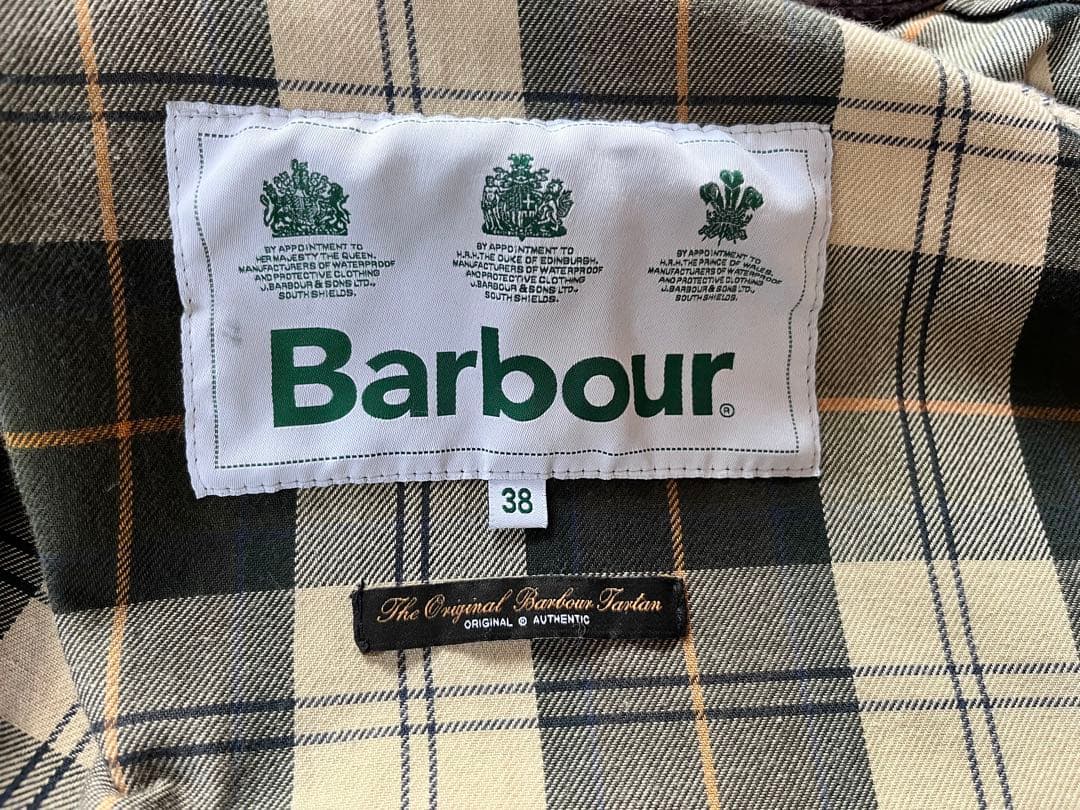 BY APPOINTMENT TO
HER MAJESTY THE QUEEN.
MANUFACTURERS OF WATERPROOF
AND PROTECTIVE CLOTHING
J.BARBOUR & SONS LTD.,
SOUTH SHIELDS.
BY APPOINTMENT TO
H.R.H. THE DUKE OF EDINBURGH,
MANUFACTURERS OF WATERPROOF
AND PROTECTIVE CLOTHING
J.BARBOUR & SONS LTD.,
SOUTH SHIELDS.
BY APPOINTMENT TO
H.R.H. THE PRINCE OF WALES,
MANUFACTURERS OF WATERPROOF
AND PROTECTIVE CLOTHING
J.BARBOUR & SONS LTD.,
SOUTH SHIELDS.
Barbour®
38
The Original Barbour Tartan
ORIGINAL ® AUTHENTIC